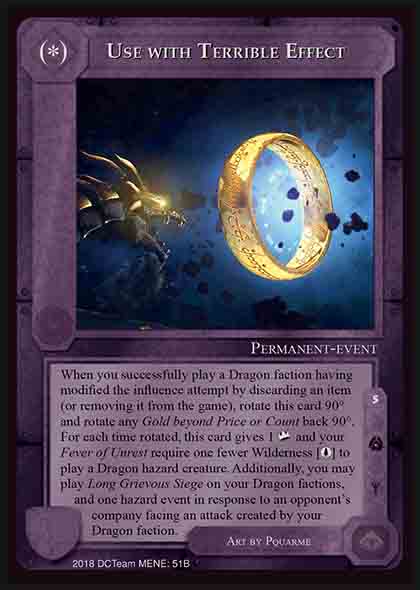 (*)
Use with Terrible Effect
Permanent-event
When you successfully play a Dragon faction having
modified the influence attempt by discarding an item
(or removing it from the game), rotate this card 90°
and rotate any Gold beyond Price or Count back 90°.
For each time rotated, this card gives 1 and your
Fever of Unrest require one fewer Wilderness [ ] to
play a Dragon hazard creature. Additionally, you may
play Long Grievous Siege on your Dragon factions,
and one hazard event in response to an opponent's
company facing an attack created by your
Dragon faction.
5
Art by Pquarme
2018 DCTeam MENE: 51B